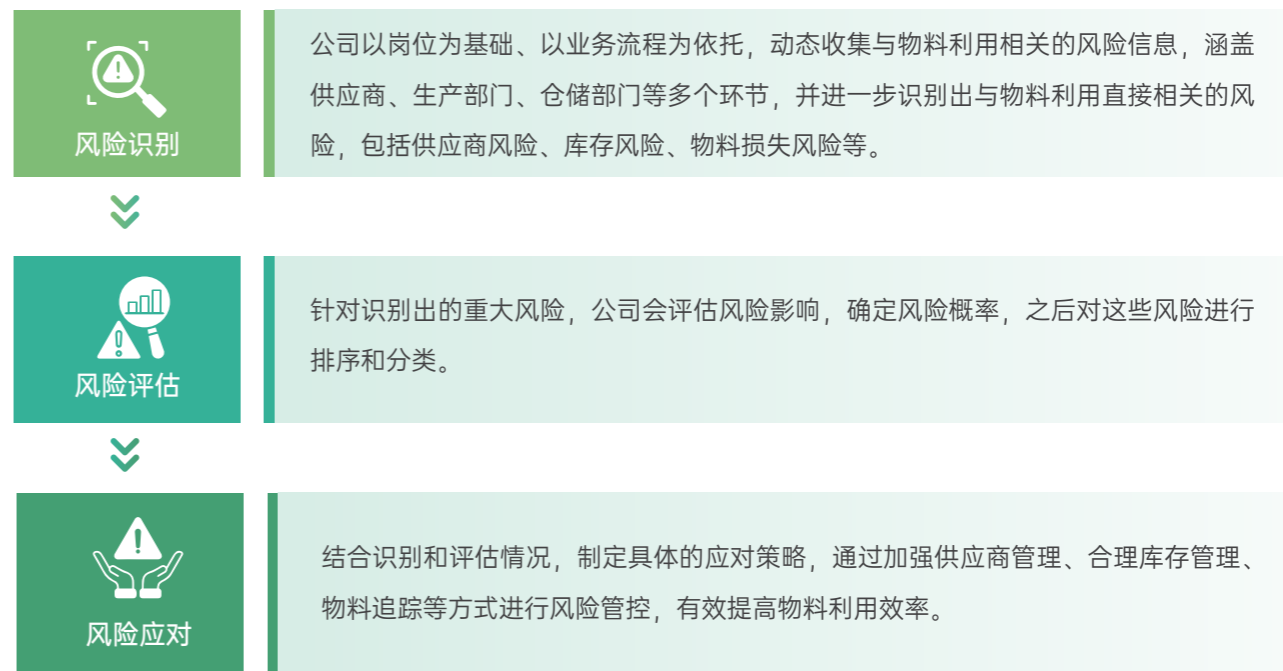 风险识别
公司以岗位为基础、以业务流程为依托，动态收集与物料利用相关的风险信息，涵盖
供应商、生产部门、仓储部门等多个环节，并进一步识别出与物料利用直接相关的风
险，包括供应商风险、库存风险、物料损失风险等。
风险评估
针对识别出的重大风险，公司会评估风险影响，确定风险概率，之后对这些风险进行
排序和分类。
风险应对
结合识别和评估情况，制定具体的应对策略，通过加强供应商管理、合理库存管理、
物料追踪等方式进行风险管控，有效提高物料利用效率。